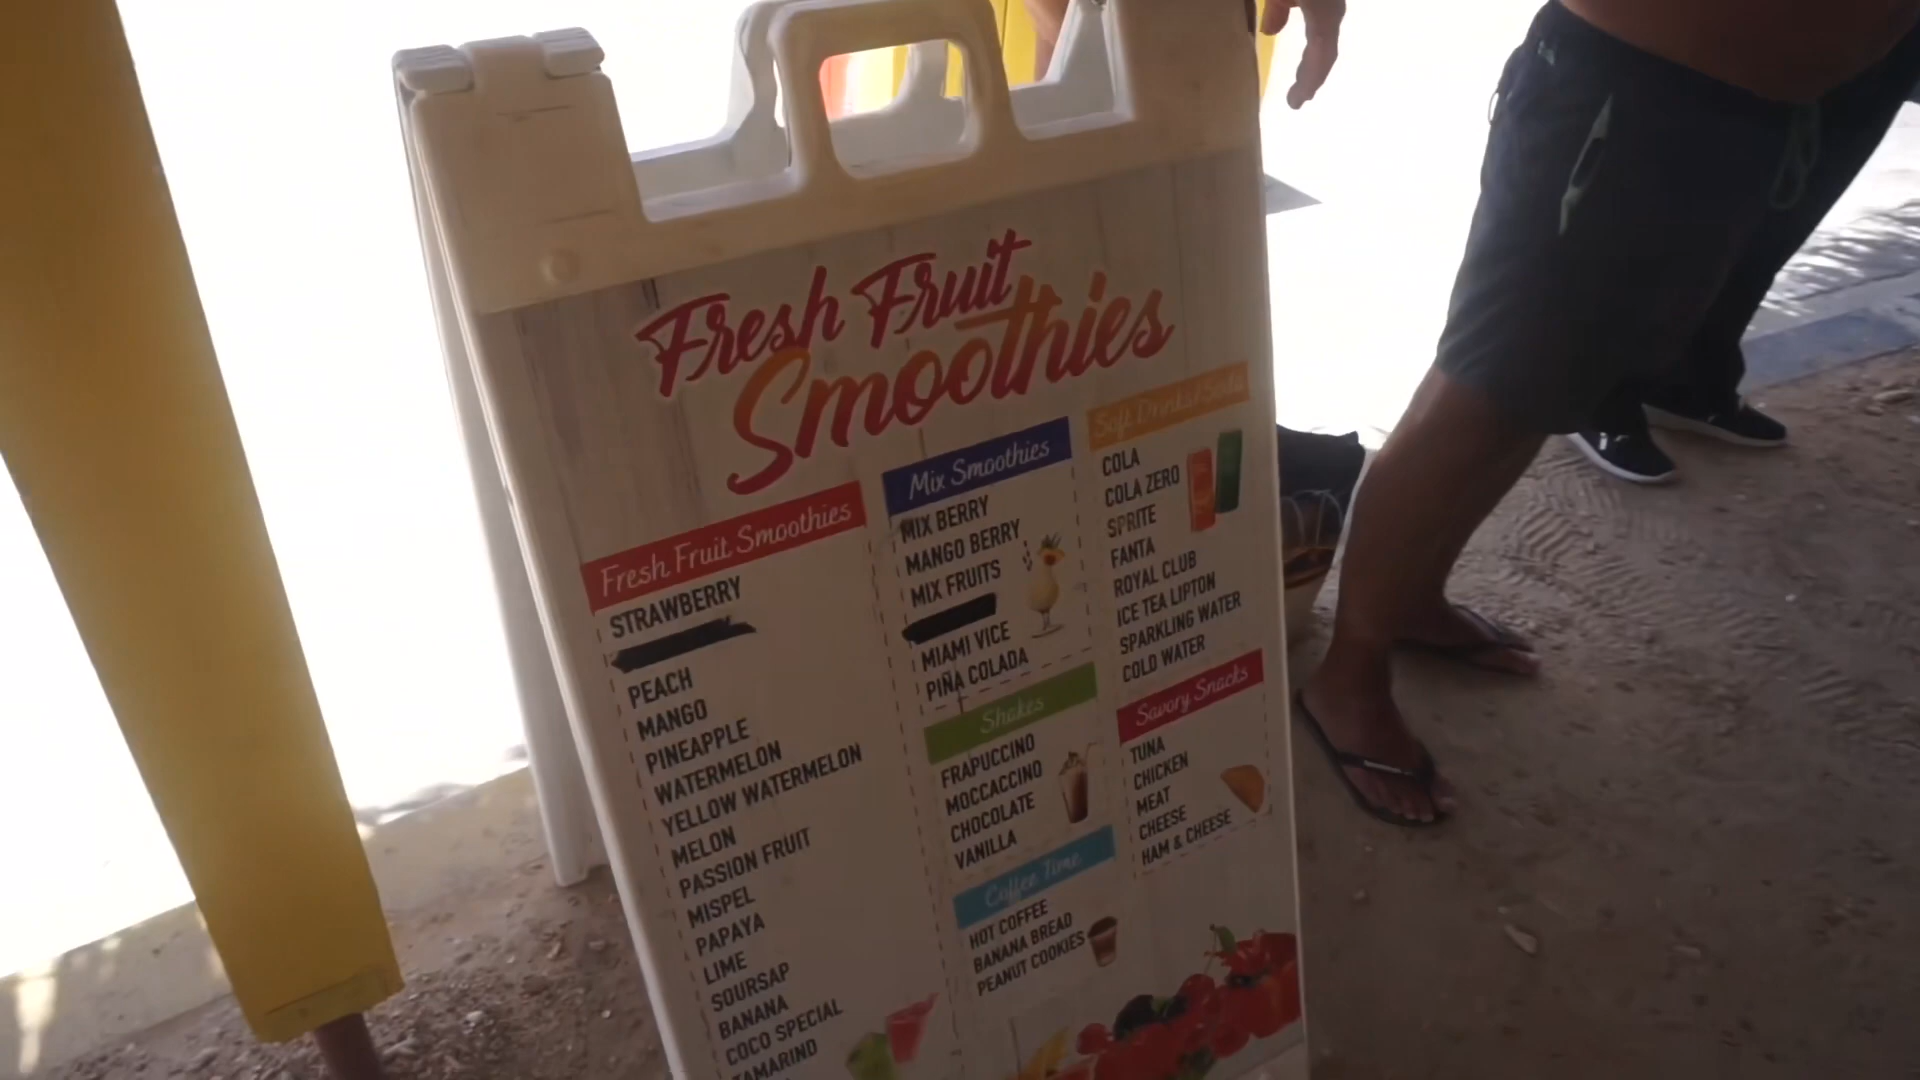 Fresh Fruit
Smoothies
Fresh Fruit Smoothies
STRAWBERRY
PEACH
MANGO
PINEAPPLE
WATERMELON
YELLOW WATERMELON
MELON
PASSION FRUIT
MISPEL
PAPAYA
LIME
SOURSAP
BANANA
COCO SPECIAL
TAMARIND
Mix Smoothies
MIX BERRY
MANGO BERRY
MIX FRUITS
MIAMI VICE
PIÑA COLADA
Shakes
FRAPUCCINO
MOCCACCINO
CHOCOLATE
VANILLA
Coffee Time
HOT COFFEE
BANANA BREAD
PEANUT COOKIES
Soft Drinks/Soda
COLA
COLA ZERO
SPRITE
FANTA
ROYAL CLUB
ICE TEA LIPTON
SPARKLING WATER
COLD WATER
Savory Snacks
TUNA
CHICKEN
MEAT
CHEESE
HAM & CHEESE